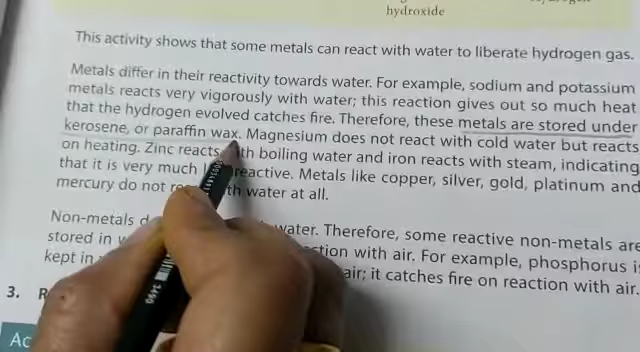 hydroxide
This activity shows that some metals can react with water to liberate hydrogen gas.
Metals differ in their reactivity towards water. For example, sodium and potassium
metals reacts very vigorously with water; this reaction gives out so much heat
that the hydrogen evolved catches fire. Therefore, these metals are stored under
kerosene, or paraffin wax. Magnesium does not react with cold water but reacts
on heating. Zinc reacts with boiling water and iron reacts with steam, indicating
that it is very much reactive. Metals like copper, silver, gold, platinum and
mercury do not with water at all.
Non-metals water. Therefore, some reactive non-metals are
stored in with air. For example, phosphorus is
kept in air; it catches fire on reaction with air.
3.